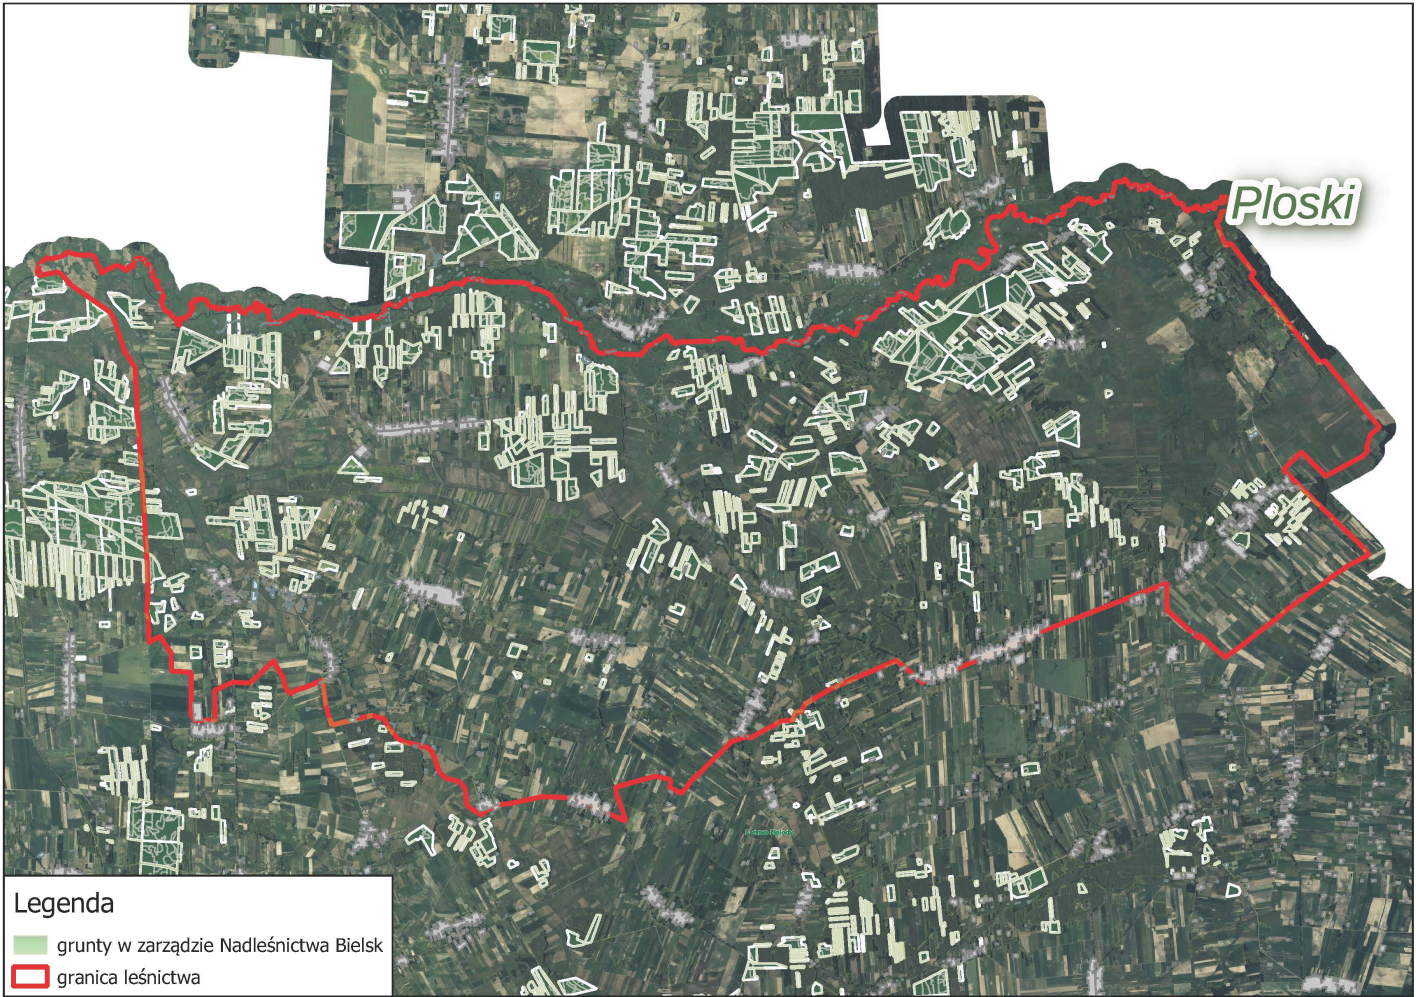 Ploski
Legenda
grunty w zarządzie Nadleśnictwa Bielsk
granica leśnictwa